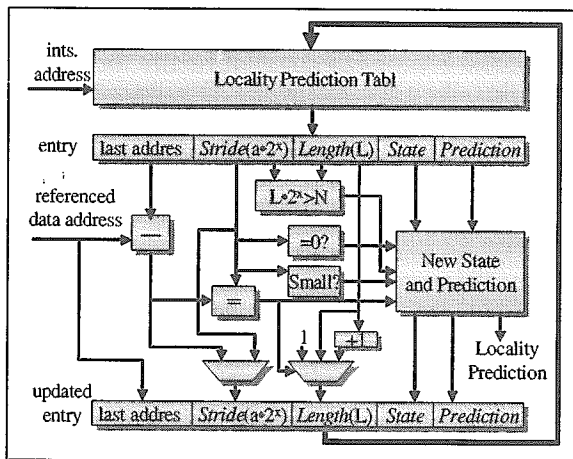 ints.
address
Locality Prediction Tabl
entry
last addres Stride(a*2ˣ) Length(L) State Prediction
L*2ˣ>N
referenced
data address
—
=0?
New State
and Prediction
Small?
=
1
+1
Locality
Prediction
updated
entry
last addres Stride(a*2ˣ) Length(L) State Prediction